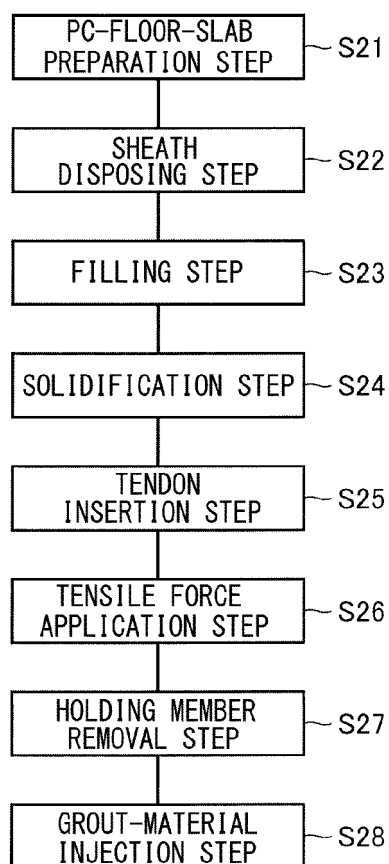 PC-FLOOR-SLAB
PREPARATION STEP
S21
SHEATH
DISPOSING STEP
S22
FILLING STEP
S23
SOLIDIFICATION STEP
S24
TENDON
INSERTION STEP
S25
TENSILE FORCE
APPLICATION STEP
S26
HOLDING MEMBER
REMOVAL STEP
S27
GROUT-MATERIAL
INJECTION STEP
S28